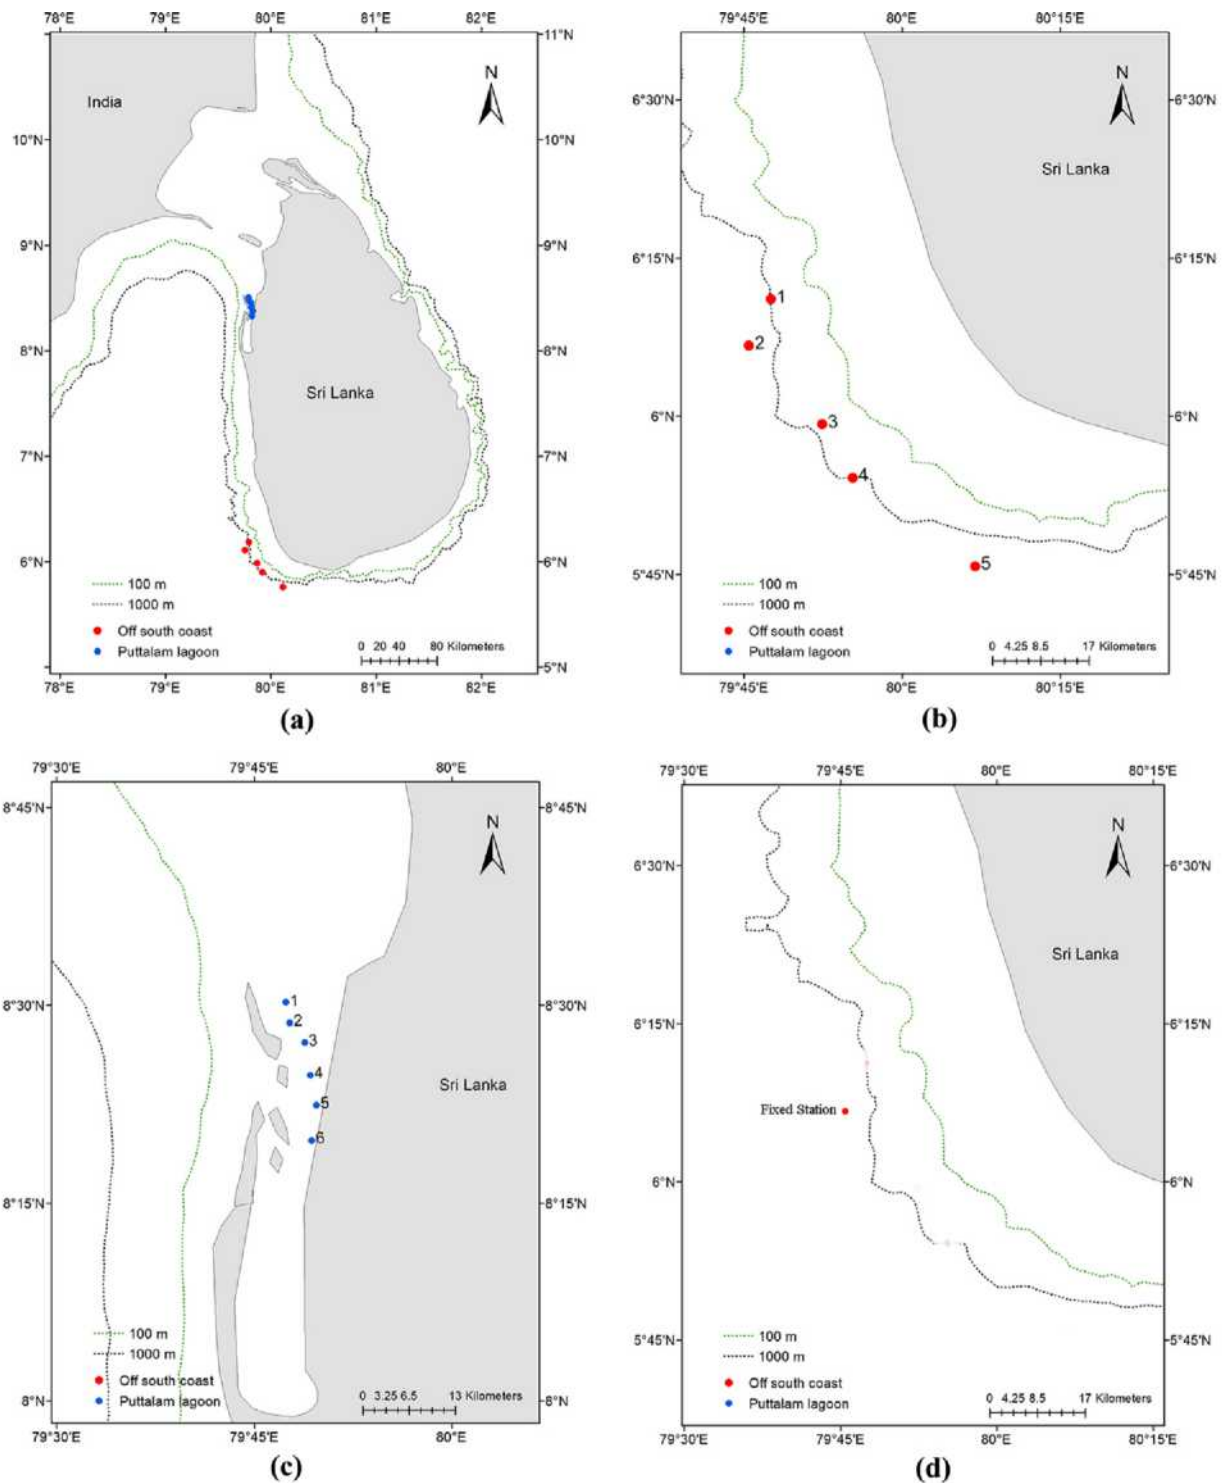 78°E 79°E 80°E 81°E 82°E
11°N
N
India
10°N 10°N
9°N 9°N
8°N 8°N
Sri Lanka
7°N 7°N
6°N 6°N
100 m
1000 m
Off south coast
Puttalam lagoon
0 20 40 80 Kilometers
5°N
78°E 79°E 80°E 81°E 82°E
(a)
79°45'E 80°E 80°15'E
N
6°30'N 6°30'N
Sri Lanka
6°15'N 6°15'N
1
2
6°N 6°N
3
4
5
5°45'N 5°45'N
100 m
1000 m
Off south coast
Puttalam lagoon
0 4.25 8.5 17 Kilometers
79°45'E 80°E 80°15'E
(b)
79°30'E 79°45'E 80°E
8°45'N 8°45'N
N
8°30'N 8°30'N
1
2
3
4
Sri Lanka
5
6
8°15'N 8°15'N
100 m
1000 m
Off south coast
Puttalam lagoon
0 3.25 6.5 13 Kilometers
8°N 8°N
79°30'E 79°45'E 80°E
(c)
79°30'E 79°45'E 80°E 80°15'E
N
6°30'N 6°30'N
Sri Lanka
6°15'N 6°15'N
Fixed Station
6°N 6°N
5°45'N 5°45'N
100 m
1000 m
Off south coast
Puttalam lagoon
0 4.25 8.5 17 Kilometers
79°30'E 79°45'E 80°E 80°15'E
(d)